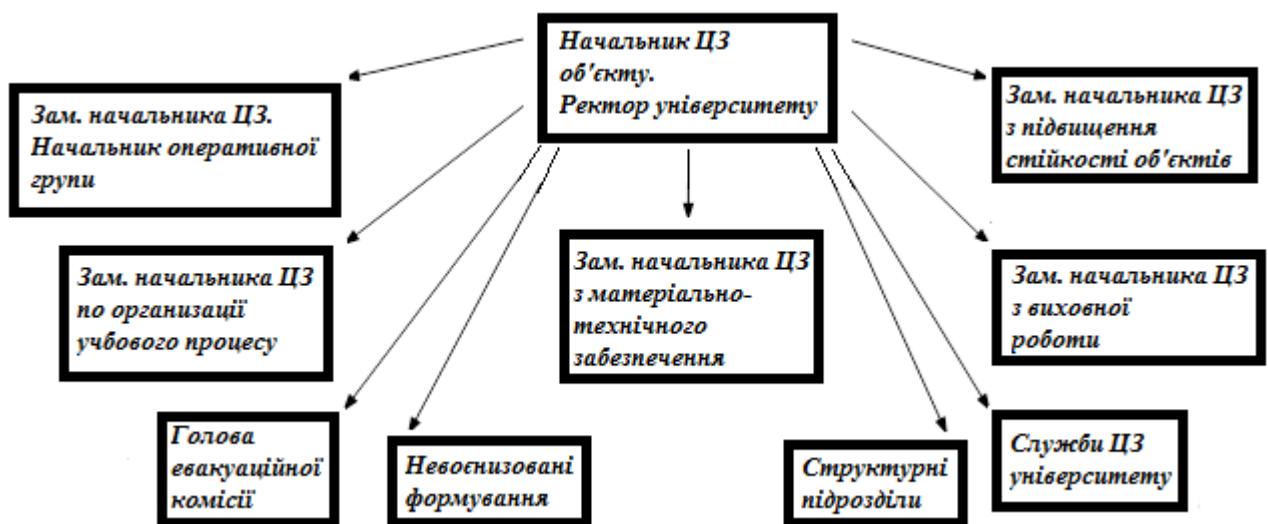 Начальник ЦЗ
об'єкту.
Ректор університету
Зам. начальника ЦЗ.
Начальник оперативної
групи
Зам. начальника ЦЗ
з підвищення
стійкості об'єктів
Зам. начальника ЦЗ
по организації
учбового процесу
Зам. начальника ЦЗ
з матеріально-
технічного
забезпечення
Зам. начальника ЦЗ
з виховної
роботи
Голова
евакуаційної
комісії
Невоєнизовані
формування
Структурні
підрозділи
Служби ЦЗ
університету